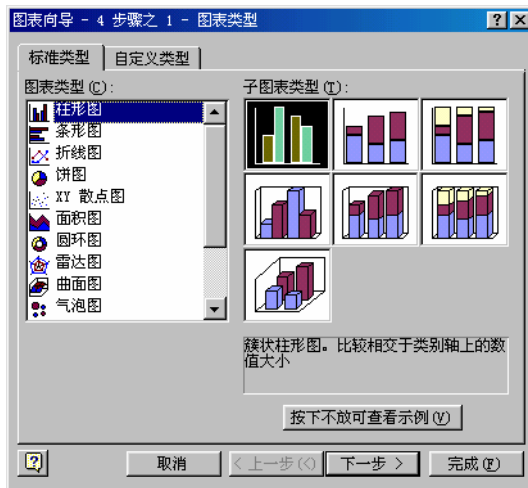 图表向导 - 4 步骤之 1 - 图表类型
标准类型
自定义类型
图表类型(C):
柱形图
条形图
折线图
饼图
XY 散点图
面积图
圆环图
雷达图
曲面图
气泡图
子图表类型(T):
簇状柱形图。比较相交于类别轴上的数
值大小
按下不放可查看示例(V)
取消
< 上一步(<)
下一步 >
完成(F)